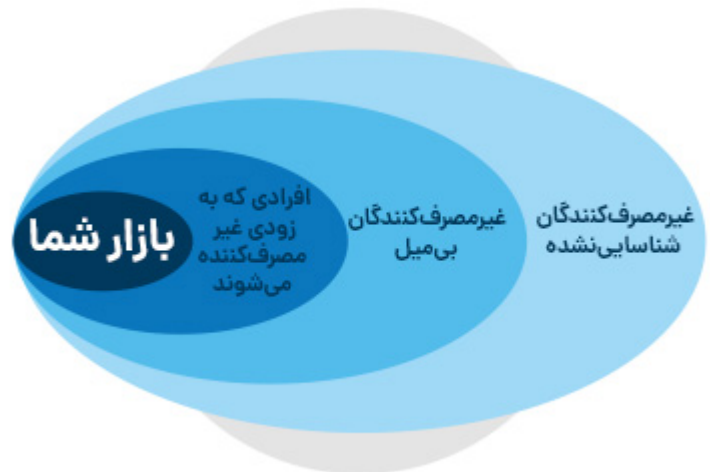 بازار شما
افرادی که به
زودی غیر
مصرف‌کننده
می‌شوند
غیرمصرف‌کنندگان
بی‌میل
غیرمصرف‌کنندگان
شناسایی‌نشده